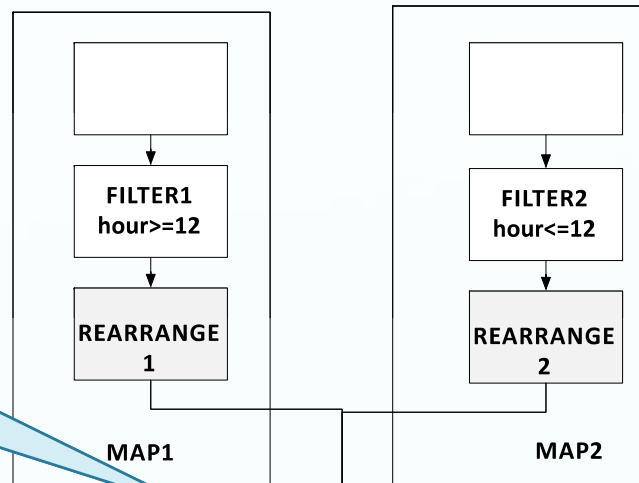 FILTER1
hour>=12
REARRANGE
1
MAP1
FILTER2
hour<=12
REARRANGE
2
MAP2